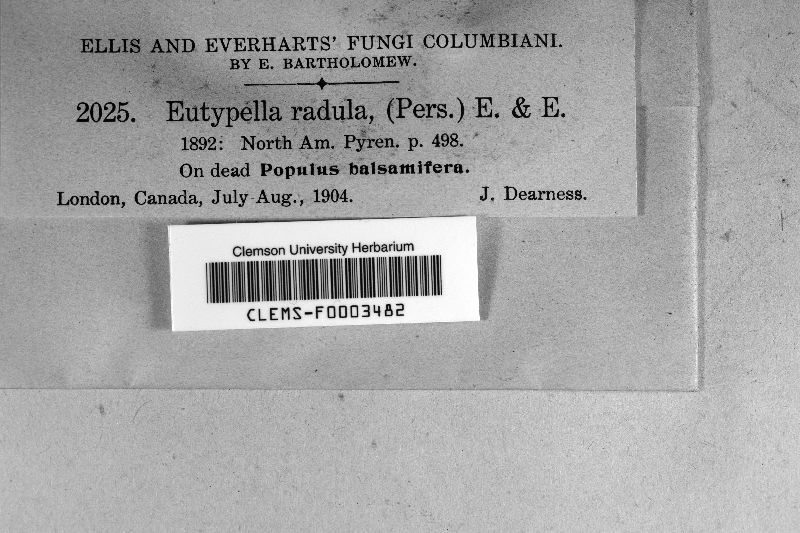 ELLIS AND EVERHARTS' FUNGI COLUMBIANI.
BY E. BARTHOLOMEW.
2025. Eutypella radula, (Pers.) E. & E.
1892: North Am. Pyren. p. 498.
On dead Populus balsamifera.
London, Canada, July-Aug., 1904. J. Dearness.
Clemson University Herbarium
CLEMS-F0003482